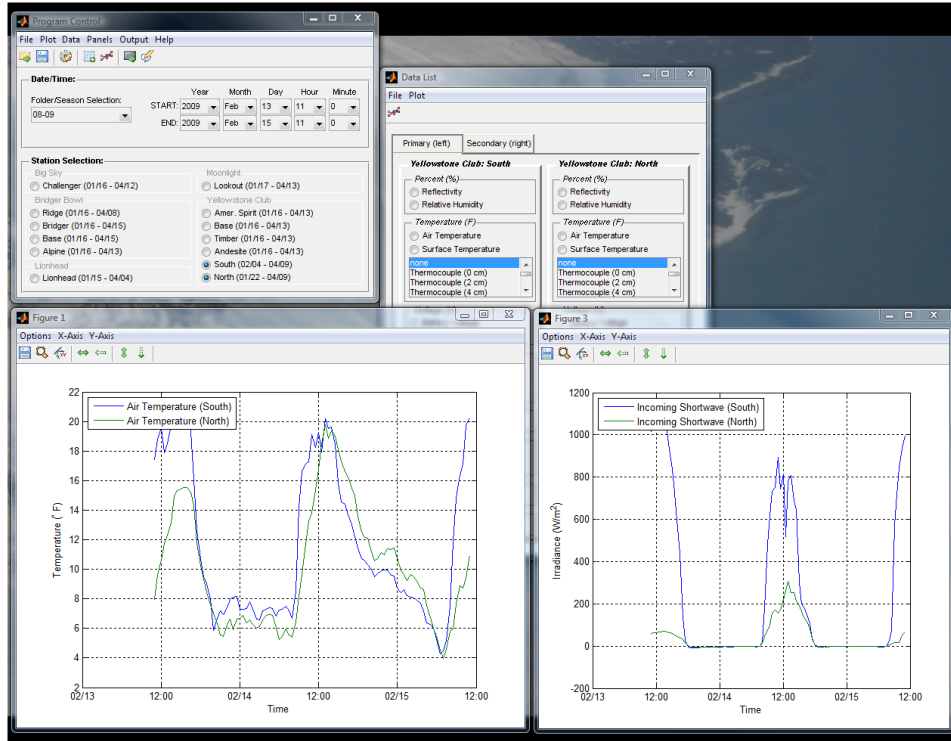 Program Control
File Plot Data Panels Output Help
Date/Time:
Folder/Season Selection:
08-09
Year Month Day Hour Minute
START: 2009 Feb 13 11 0
END: 2009 Feb 15 11 0
Station Selection:
Big Sky
Challenger (01/16 - 04/12)
Bridger Bowl
Ridge (01/16 - 04/08)
Bridger (01/16 - 04/15)
Base (01/16 - 04/15)
Alpine (01/16 - 04/13)
Lionhead
Lionhead (01/15 - 04/04)
Moonlight
Lookout (01/17 - 04/13)
Yellowstone Club
Amer. Spirit (01/16 - 04/13)
Base (01/16 - 04/13)
Timber (01/16 - 04/13)
Andesite (01/16 - 04/13)
South (02/04 - 04/09)
North (01/22 - 04/09)
Data List
File Plot
Primary (left) Secondary (right)
Yellowstone Club: South
Percent (%)
Reflectivity
Relative Humidity
Temperature (F)
Air Temperature
Surface Temperature
none
Thermocouple (0 cm)
Thermocouple (2 cm)
Thermocouple (4 cm)
Yellowstone Club: North
Percent (%)
Reflectivity
Relative Humidity
Temperature (F)
Air Temperature
Surface Temperature
none
Thermocouple (0 cm)
Thermocouple (2 cm)
Thermocouple (4 cm)
Figure 1
Options X-Axis Y-Axis
Air Temperature (South)
Air Temperature (North)
Temperature (° F)
22
20
18
16
14
12
10
8
6
4
2
02/13 12:00 02/14 12:00 02/15 12:00
Time
Figure 3
Options X-Axis Y-Axis
Incoming Shortwave (South)
Incoming Shortwave (North)
Irradiance (W/m²)
1200
1000
800
600
400
200
0
-200
02/13 12:00 02/14 12:00 02/15 12:00
Time